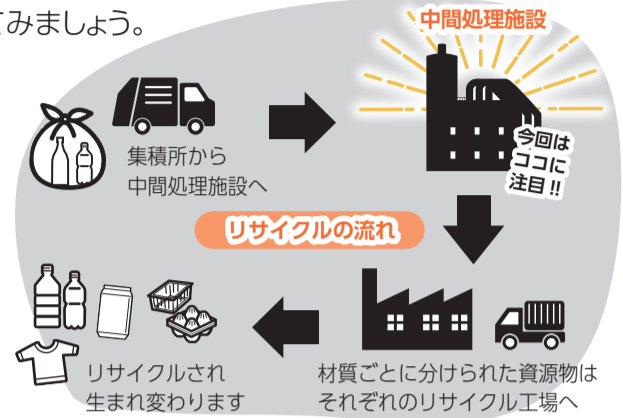 てみましょう。
中間処理施設
集積所から
中間処理施設へ
今回は
ココに
注目!!
リサイクルの流れ
リサイクルされ
生まれ変わります
材質ごとに分けられた資源物は
それぞれのリサイクル工場へ